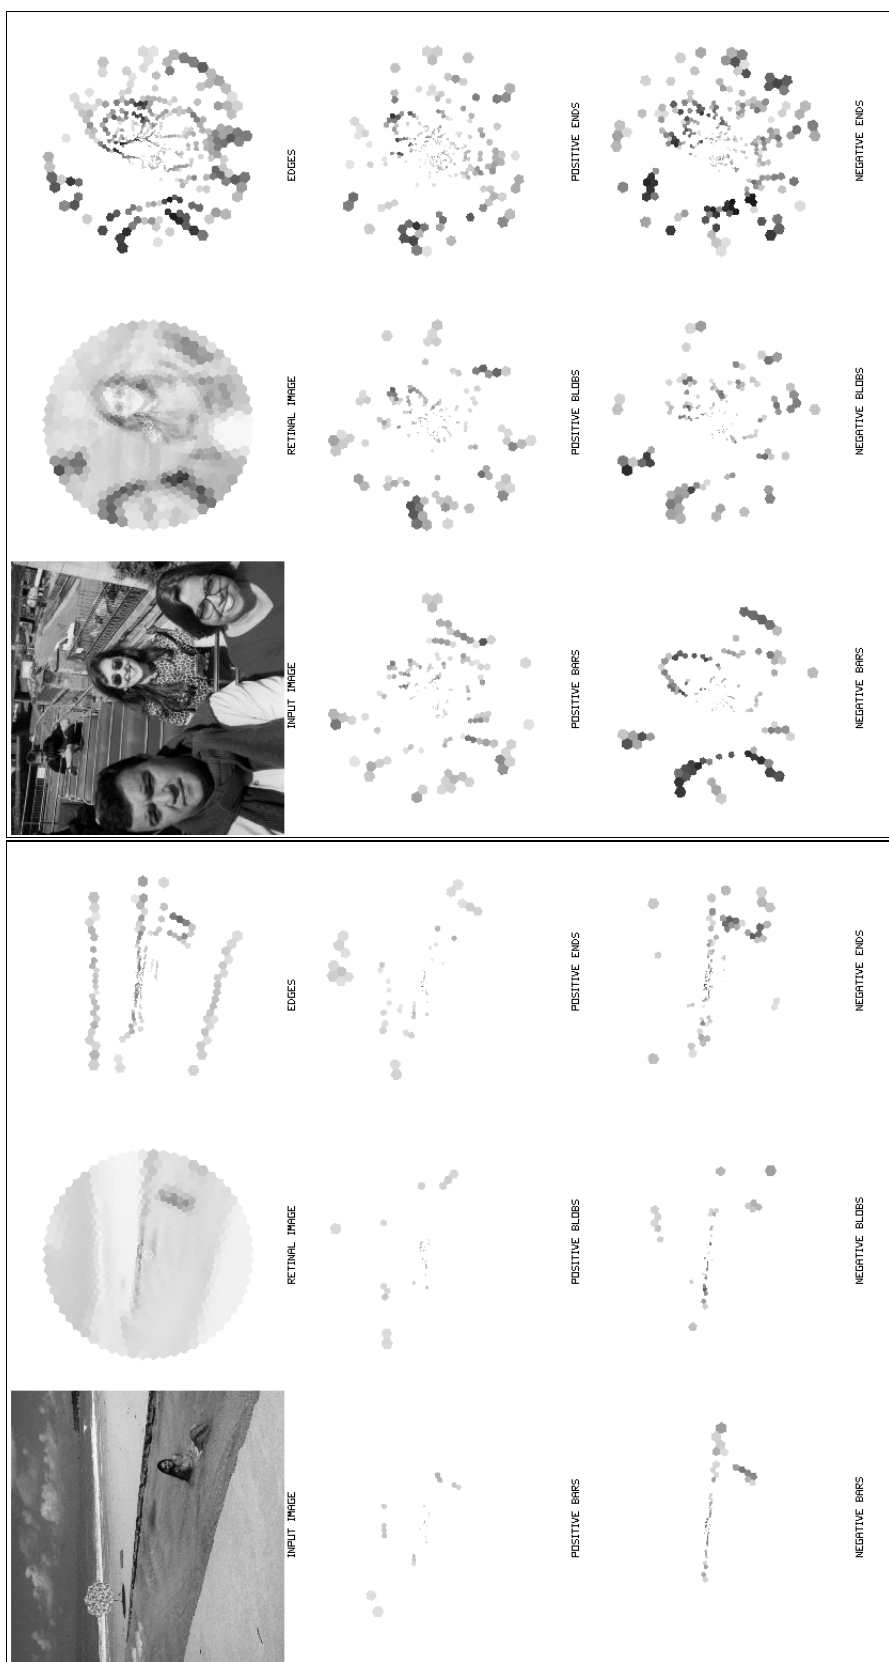 INPUT IMAGE
RETINAL IMAGE
EDGES
POSITIVE BARS
POSITIVE BLOBS
POSITIVE ENDS
NEGATIVE BARS
NEGATIVE BLOBS
NEGATIVE ENDS
INPUT IMAGE
RETINAL IMAGE
EDGES
POSITIVE BARS
POSITIVE BLOBS
POSITIVE ENDS
NEGATIVE BARS
NEGATIVE BLOBS
NEGATIVE ENDS